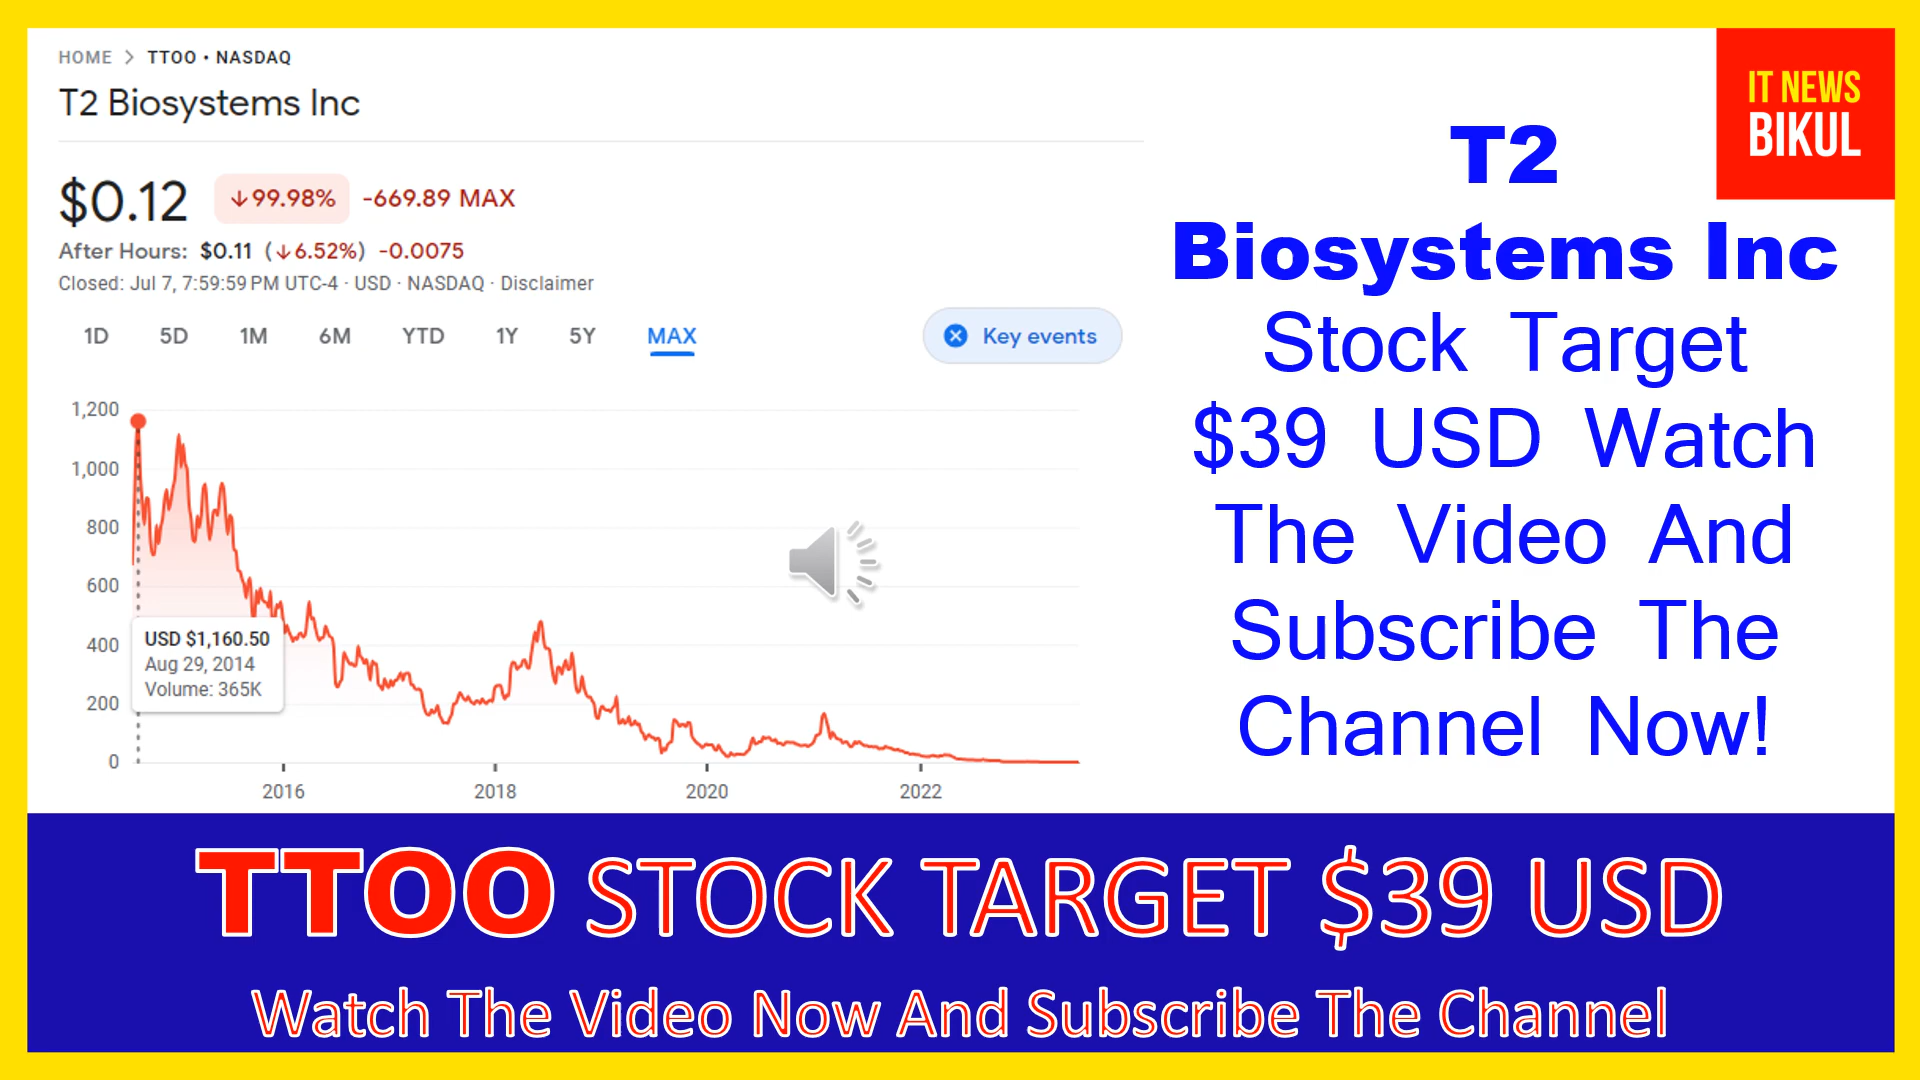 HOME > TTOO • NASDAQ
T2 Biosystems Inc
$0.12 ↓99.98% -669.89 MAX
After Hours: $0.11 (↓6.52%) -0.0075
Closed: Jul 7, 7:59:59 PM UTC-4 · USD · NASDAQ · Disclaimer
1D 5D 1M 6M YTD 1Y 5Y MAX
Key events
1,200
1,000
800
600
400
200
0
USD $1,160.50
Aug 29, 2014
Volume: 365K
2016 2018 2020 2022
IT NEWS
BIKUL
T2
Biosystems Inc
Stock Target
$39 USD Watch
The Video And
Subscribe The
Channel Now!
TTOO STOCK TARGET $39 USD
Watch The Video Now And Subscribe The Channel